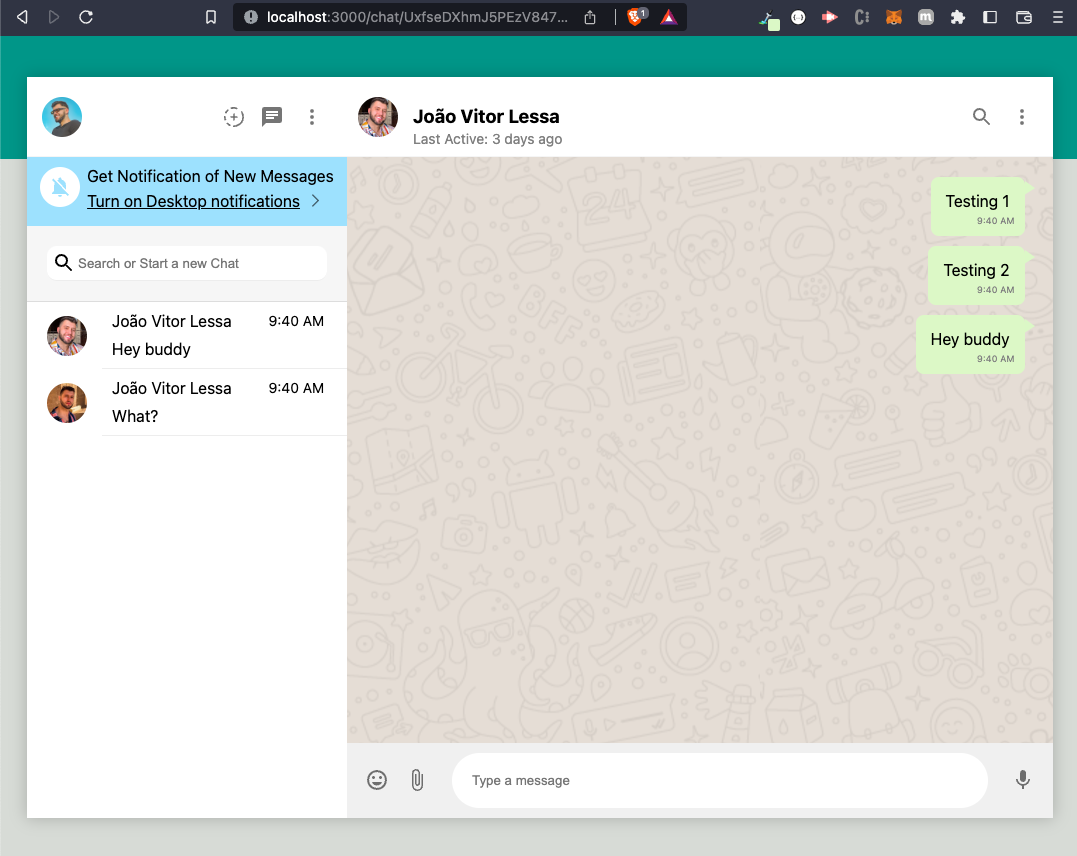 localhost:3000/chat/UxfseDXhmJ5PEzV847...
1
João Vitor Lessa
Last Active: 3 days ago
Get Notification of New Messages
Turn on Desktop notifications
Search or Start a new Chat
João Vitor Lessa 9:40 AM
Hey buddy
João Vitor Lessa 9:40 AM
What?
Testing 1
9:40 AM
Testing 2
9:40 AM
Hey buddy
9:40 AM
24
Type a message